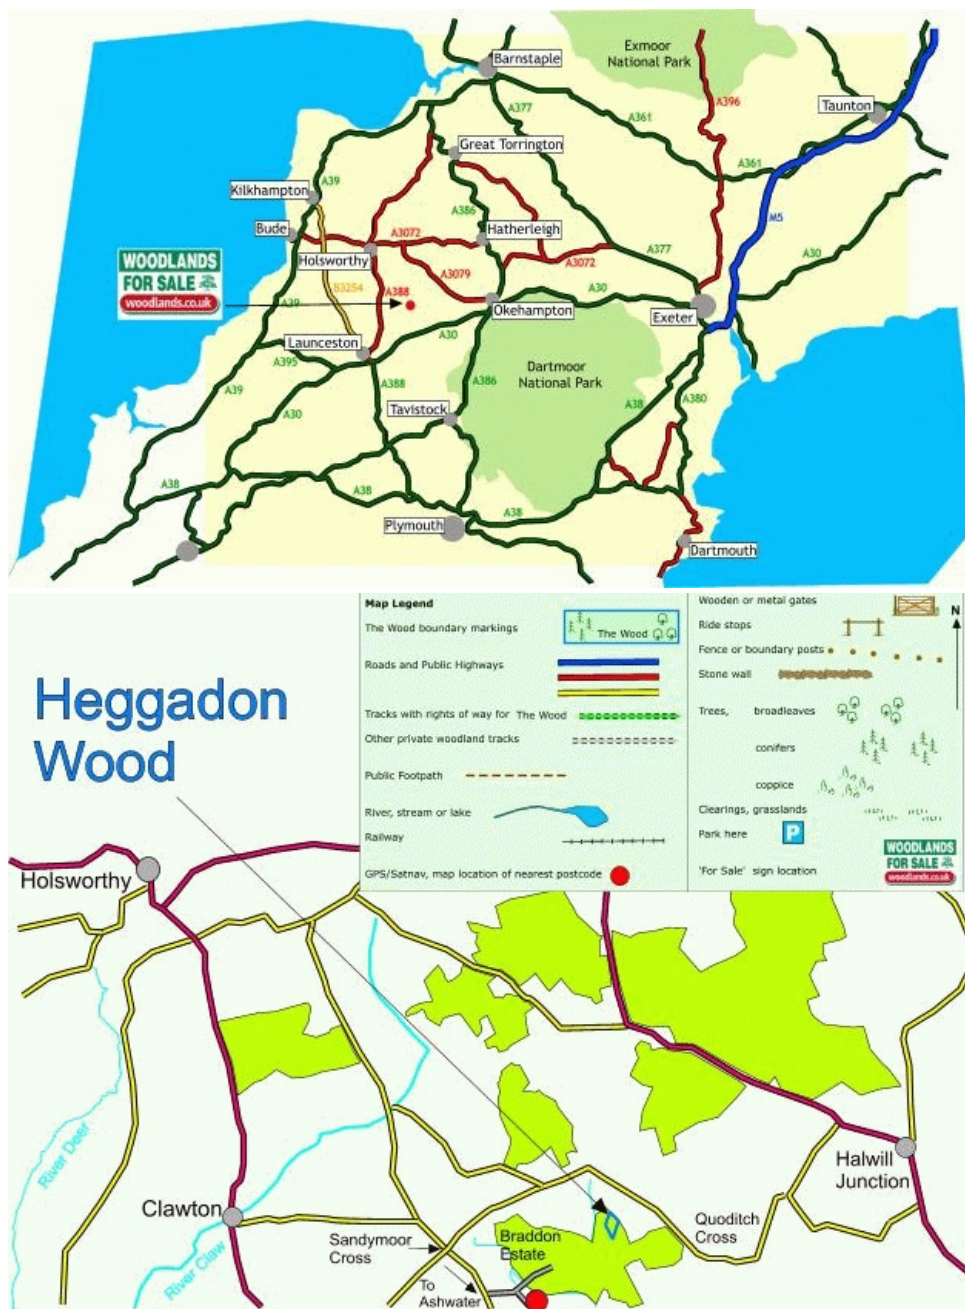 Barnstaple
Exmoor
National Park
A377
A361
A396
Taunton
Great Torrington
A361
A39
Kilkhampton
A386
M5
Bude
A3072
Hatherleigh
A377
A30
WOODLANDS
FOR SALE
woodlands.co.uk
Holsworthy
A3079
A3072
B3254
A388
A39
A30
Okehampton
Exeter
Launceston
A30
A395
A388
A386
Dartmoor
National Park
A39
A38
A380
A30
Tavistock
A38
A38
A38
Plymouth
Dartmouth
Map Legend
The Wood boundary markings
The Wood
Roads and Public Highways
Tracks with rights of way for The Wood
Other private woodland tracks
Public Footpath
River, stream or lake
Railway
GPS/Satnav, map location of nearest postcode
Wooden or metal gates
N
Ride stops
Fence or boundary posts
Stone wall
Trees, broadleaves
conifers
coppice
Clearings, grasslands
Park here
P
'For Sale' sign location
WOODLANDS
FOR SALE
woodlands.co.uk
Heggadon
Wood
Holsworthy
River Deer
Clawton
River Claw
Sandymoor
Cross
To
Ashwater
Braddon
Estate
Quoditch
Cross
Halwill
Junction